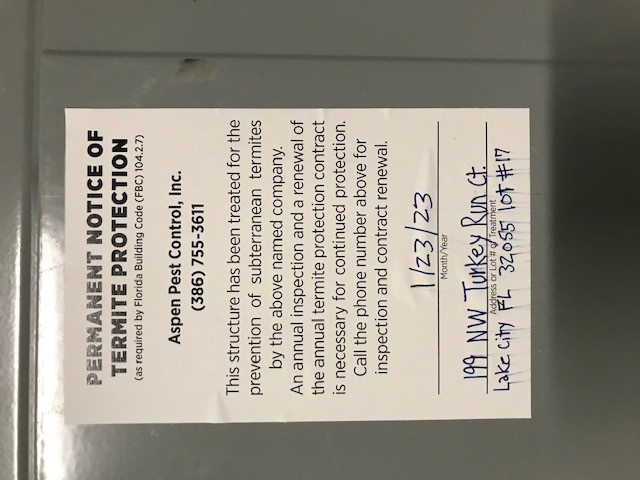 PERMANENT NOTICE OF
TERMITE PROTECTION
(as required by Florida Building Code (FBC) 104.2.7)
Aspen Pest Control, Inc.
(386) 755-3611
This structure has been treated for the
prevention of subterranean termites
by the above named company.
An annual inspection and a renewal of
the annual termite protection contract
is necessary for continued protection.
Call the phone number above for
inspection and contract renewal.
1/23/23
Month/Year
199 NW Turkey Run Ct.
Address or Lot # of Treatment
Lake City FL 32055 lot #17